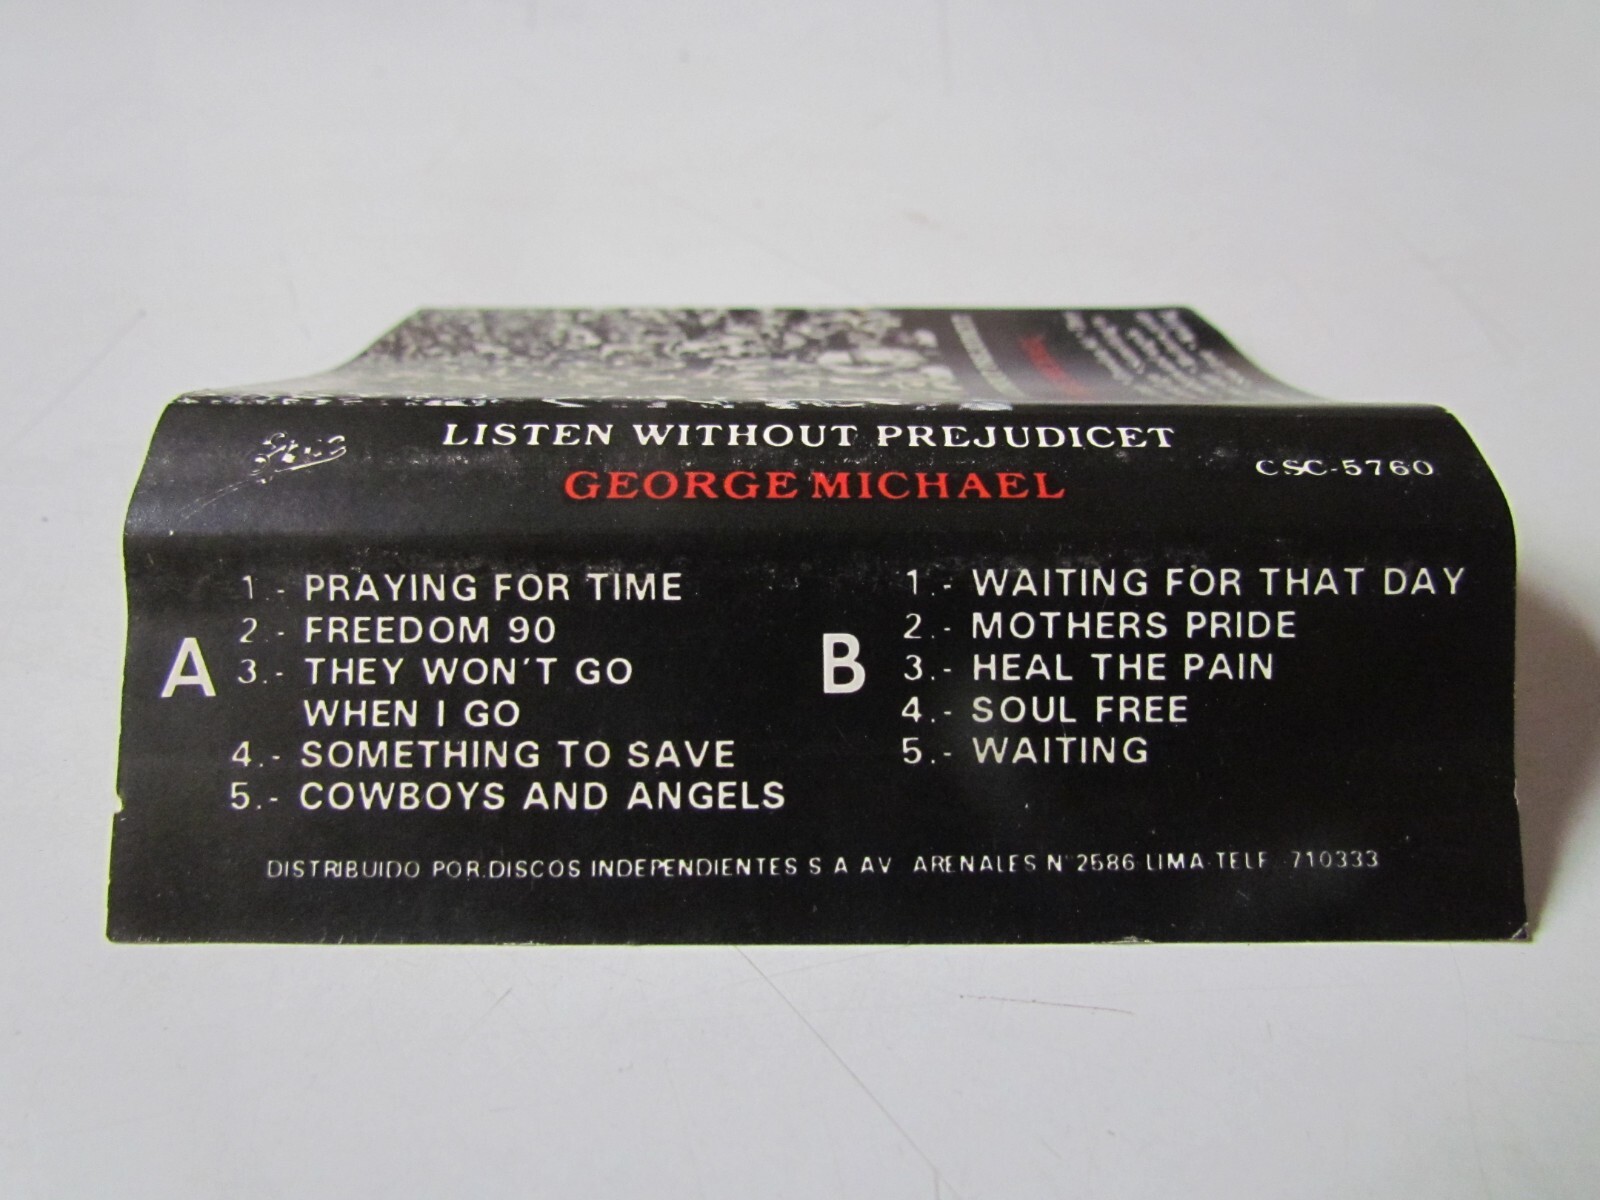 Epic
LISTEN WITHOUT PREJUDICET
GEORGE MICHAEL
CSC-5760
A
1.- PRAYING FOR TIME
2.- FREEDOM 90
3.- THEY WON'T GO
WHEN I GO
4.- SOMETHING TO SAVE
5.- COWBOYS AND ANGELS
B
1.- WAITING FOR THAT DAY
2.- MOTHERS PRIDE
3.- HEAL THE PAIN
4.- SOUL FREE
5.- WAITING
DISTRIBUIDO POR.DISCOS INDEPENDIENTES S A AV ARENALES N° 2586 LIMA-TELF. 710333